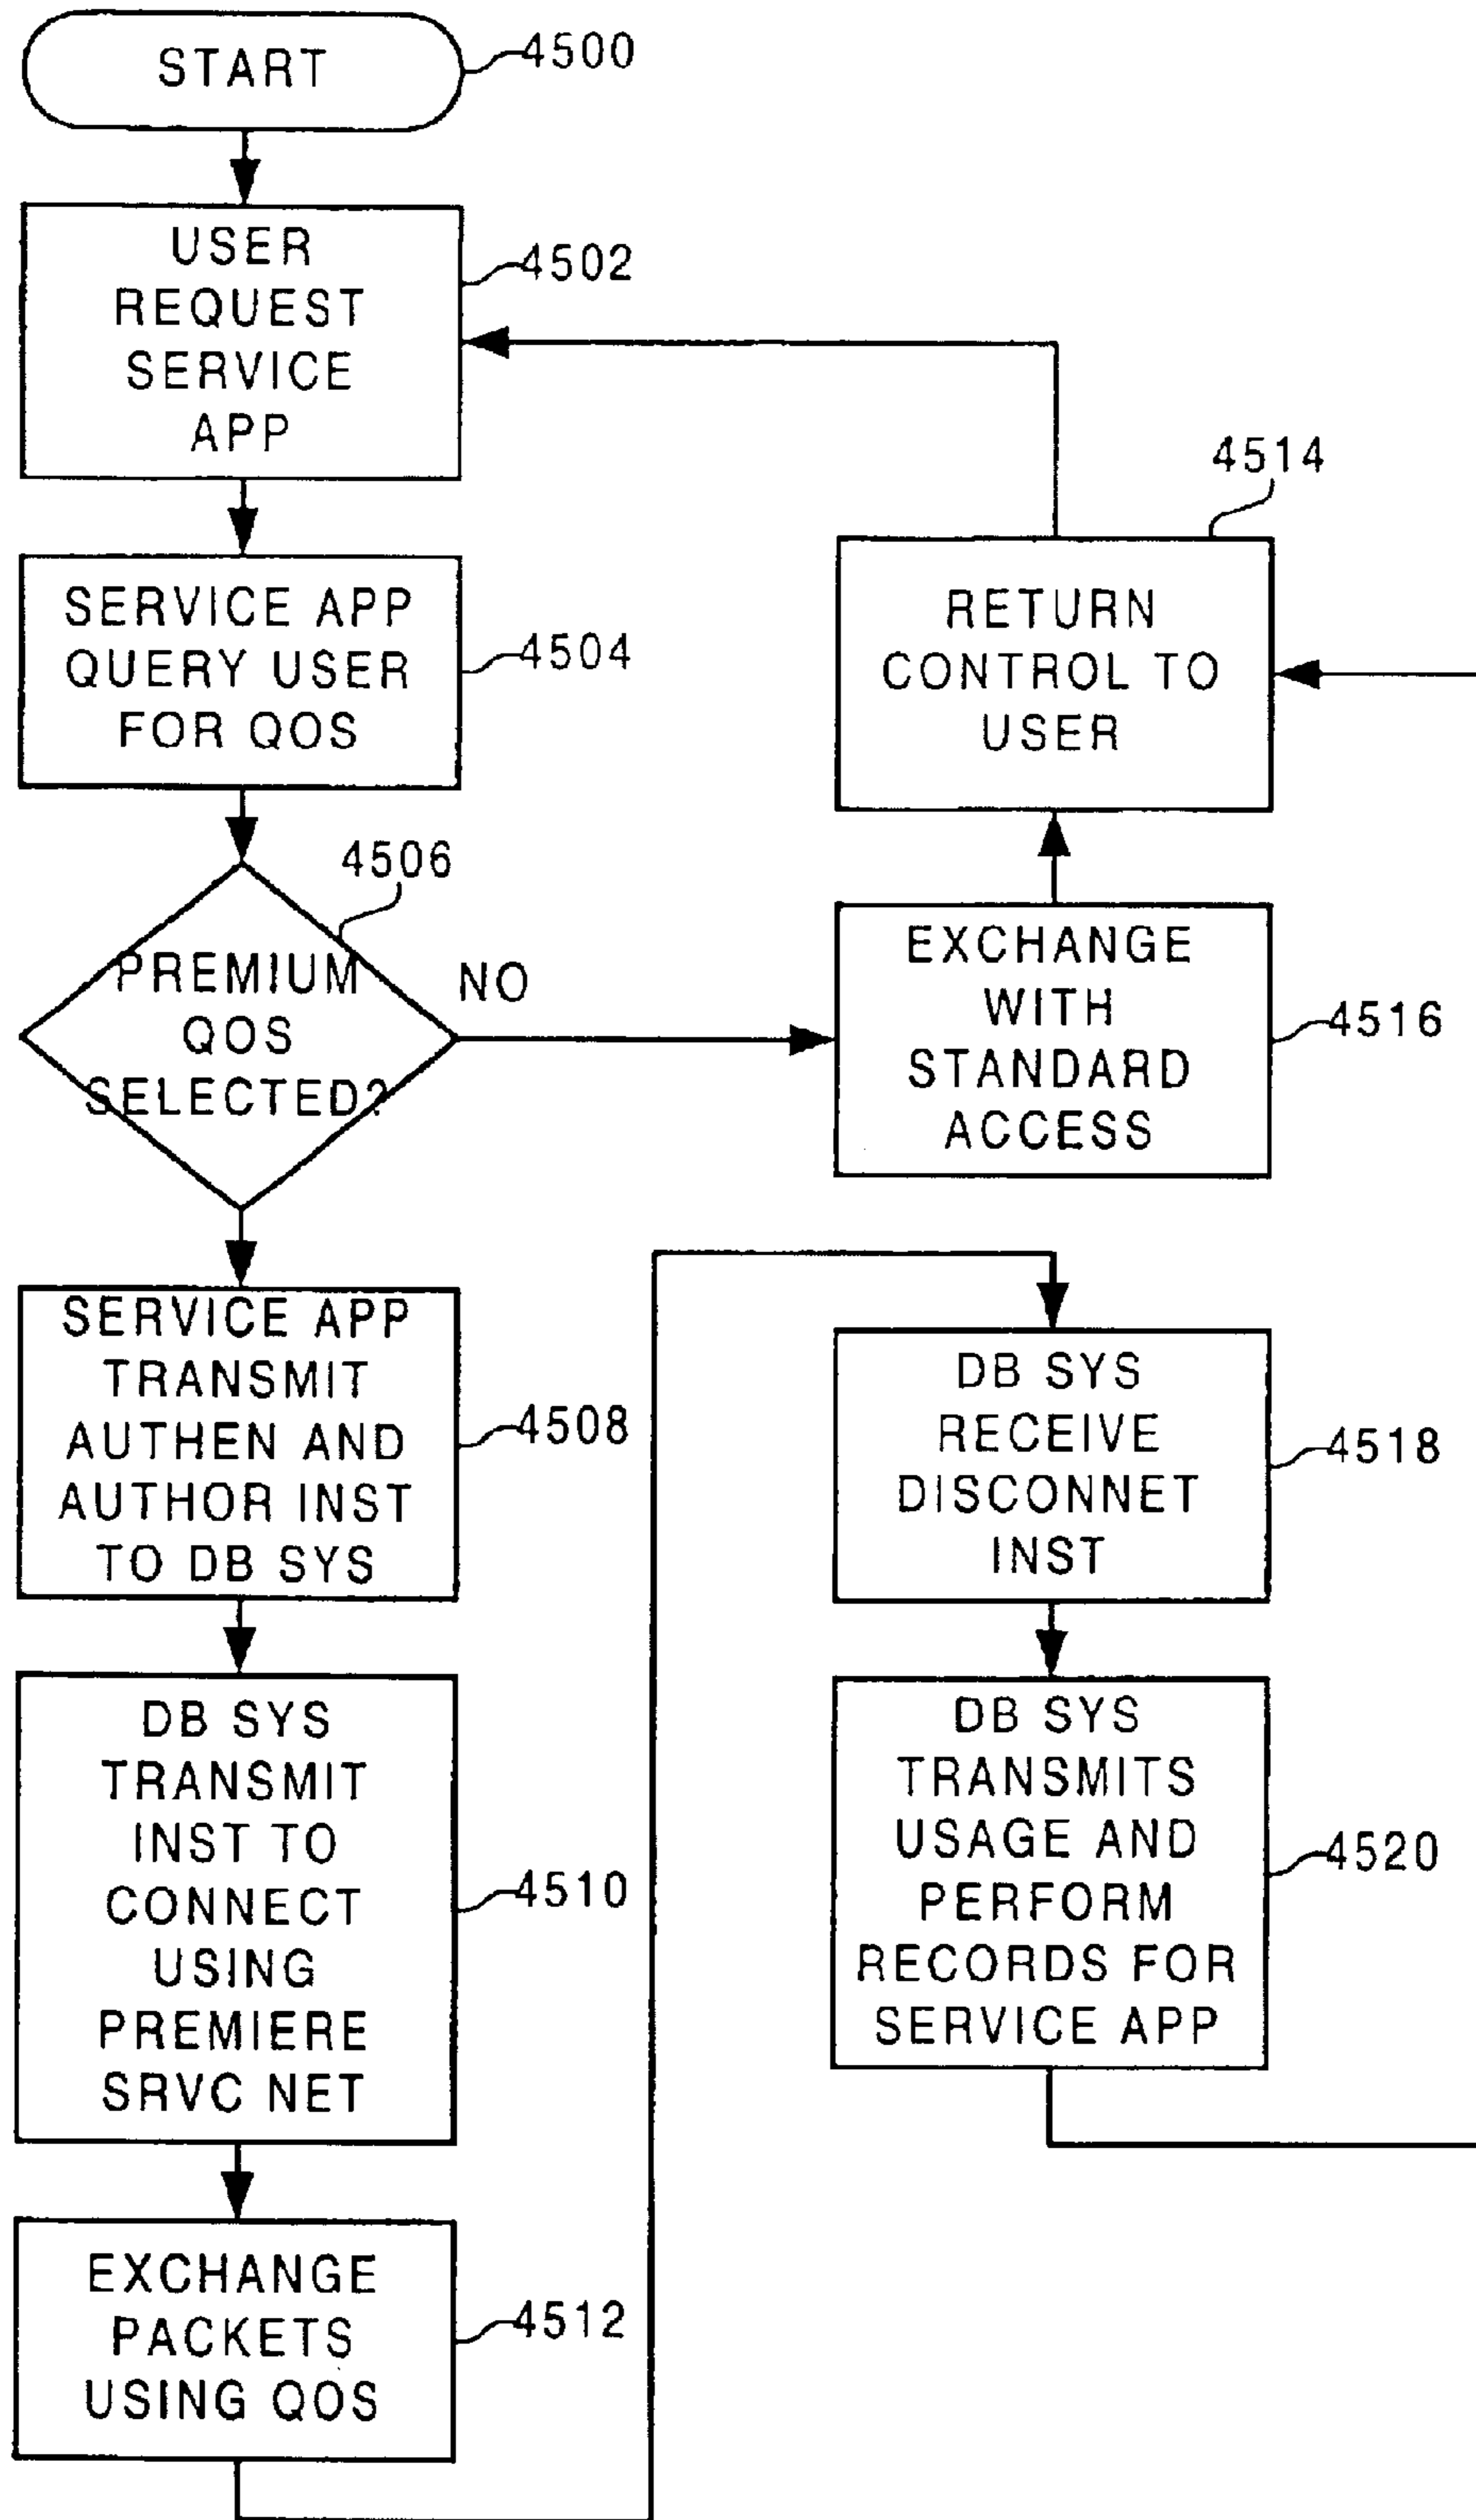 START
4500
USER
REQUEST
SERVICE
APP
4502
SERVICE APP
QUERY USER
FOR QOS
4504
PREMIUM
QOS
SELECTED?
4506
NO
SERVICE APP
TRANSMIT
AUTHEN AND
AUTHOR INST
TO DB SYS
4508
DB SYS
TRANSMIT
INST TO
CONNECT
USING
PREMIERE
SRVC NET
4510
EXCHANGE
PACKETS
USING QOS
4512
4514
RETURN
CONTROL TO
USER
EXCHANGE
WITH
STANDARD
ACCESS
4516
DB SYS
RECEIVE
DISCONNET
INST
4518
DB SYS
TRANSMITS
USAGE AND
PERFORM
RECORDS FOR
SERVICE APP
4520